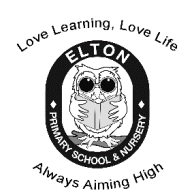 Love Learning, Love Life
ELTON
PRIMARY SCHOOL & NURSERY
Always Aiming High